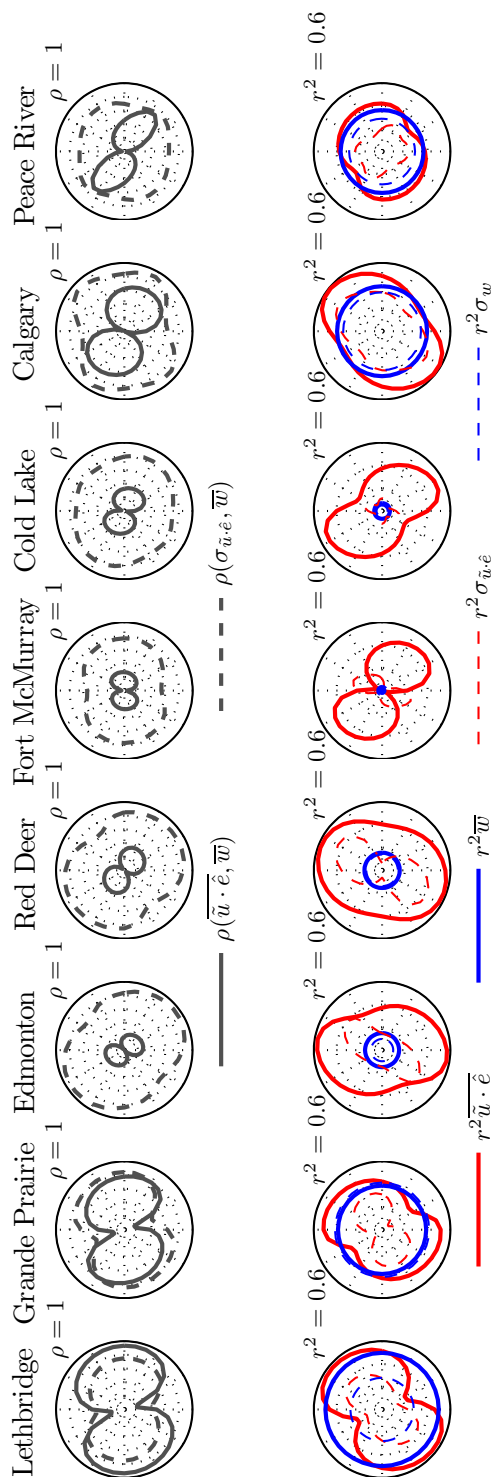 Lethbridge Grande Prairie Edmonton Red Deer Fort McMurray Cold Lake Calgary Peace River
ρ = 1 ρ = 1 ρ = 1 ρ = 1 ρ = 1 ρ = 1 ρ = 1 ρ = 1
ρ(\overline{ũ · ê}, \overline{w}) ρ(σ_{ũ·ê}, \overline{w})
r² = 0.6 r² = 0.6 r² = 0.6 r² = 0.6 r² = 0.6 r² = 0.6 r² = 0.6 r² = 0.6
r²\overline{ũ · ê} r²\overline{w} r²σ_{ũ·ê} r²σ_w